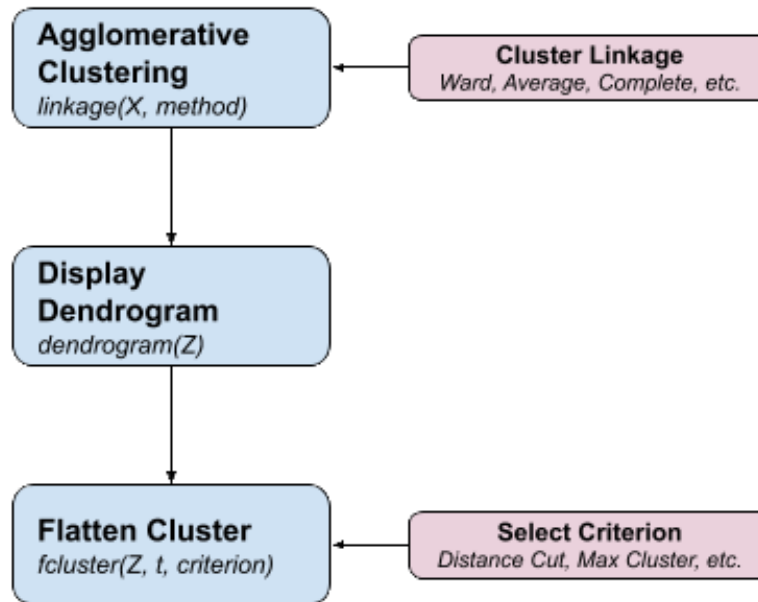 Agglomerative
Clustering
linkage(X, method)
Cluster Linkage
Ward, Average, Complete, etc.
Display
Dendrogram
dendrogram(Z)
Flatten Cluster
fcluster(Z, t, criterion)
Select Criterion
Distance Cut, Max Cluster, etc.